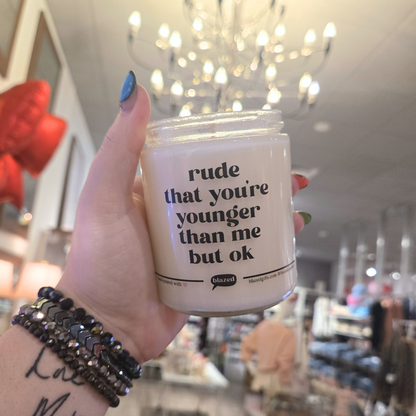 rude
that you're
younger
than me
but ok
blazed